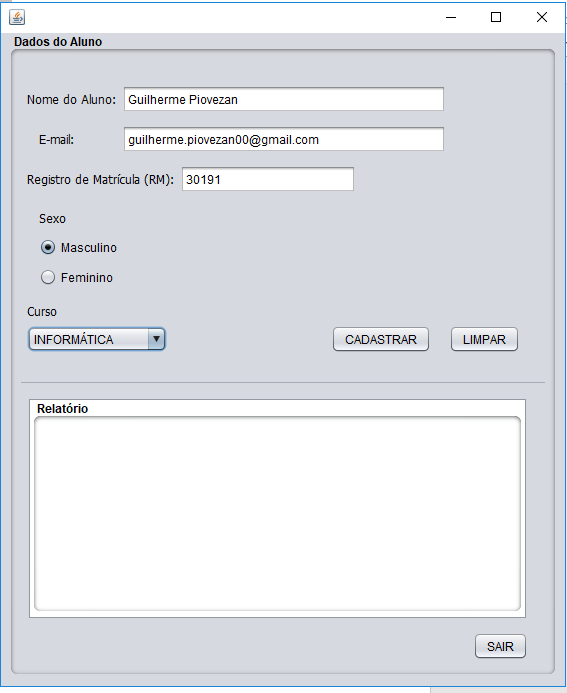 Dados do Aluno
Nome do Aluno: Guilherme Piovezan
E-mail: guilherme.piovezan00@gmail.com
Registro de Matrícula (RM): 30191
Sexo
Masculino
Feminino
Curso
INFORMÁTICA CADASTRAR LIMPAR
Relatório
SAIR